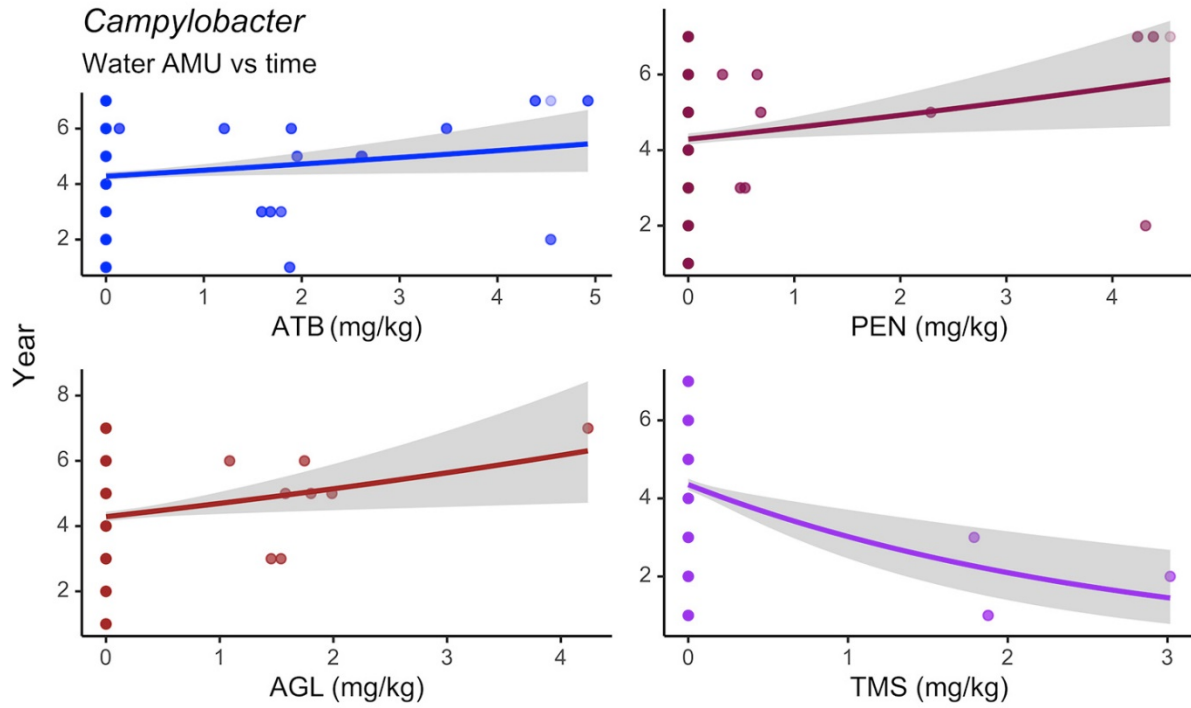 Campylobacter
Water AMU vs time
6
4
2
0 1 2 3 4 5
ATB (mg/kg)
6
4
2
0 1 2 3 4
PEN (mg/kg)
Year
8
6
4
2
0 1 2 3 4
AGL (mg/kg)
6
4
2
0 1 2 3
TMS (mg/kg)